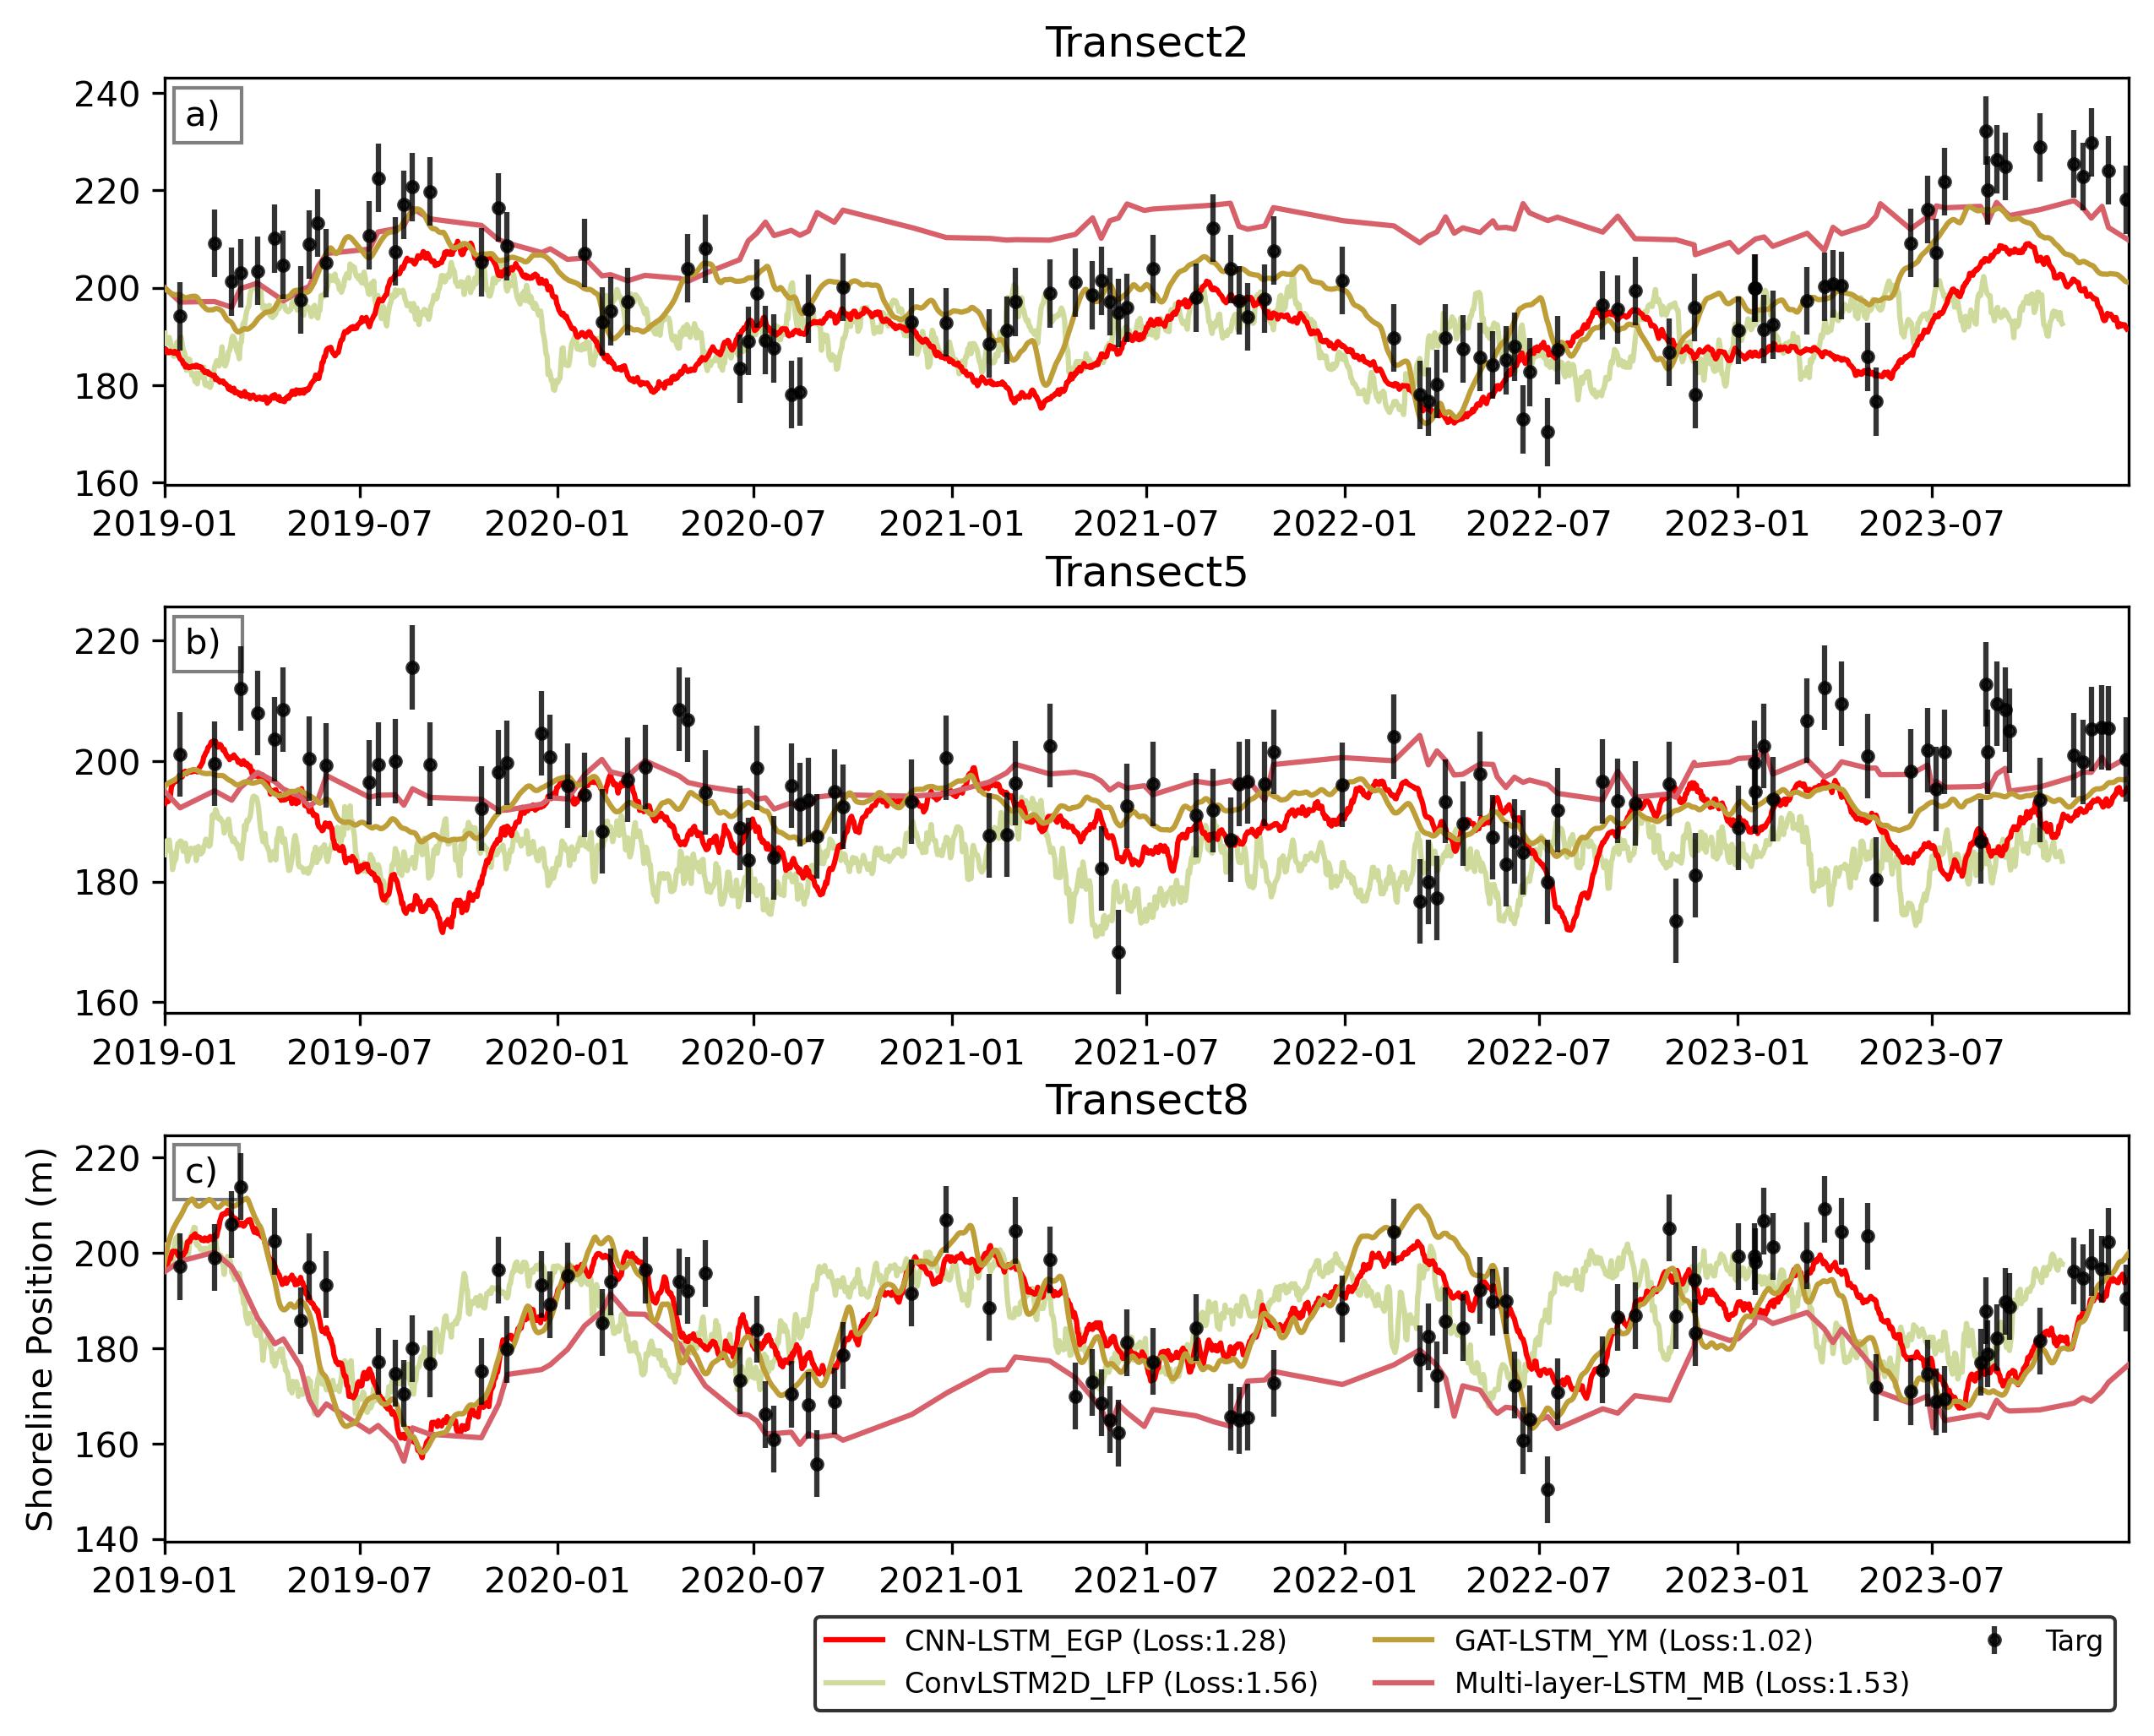 Transect2
a)
240
220
200
180
160
2019-01 2019-07 2020-01 2020-07 2021-01 2021-07 2022-01 2022-07 2023-01 2023-07
Transect5
b)
220
200
180
160
2019-01 2019-07 2020-01 2020-07 2021-01 2021-07 2022-01 2022-07 2023-01 2023-07
Transect8
c)
Shoreline Position (m)
220
200
180
160
140
2019-01 2019-07 2020-01 2020-07 2021-01 2021-07 2022-01 2022-07 2023-01 2023-07
CNN-LSTM_EGP (Loss:1.28) GAT-LSTM_YM (Loss:1.02) Targ
ConvLSTM2D_LFP (Loss:1.56) Multi-layer-LSTM_MB (Loss:1.53)